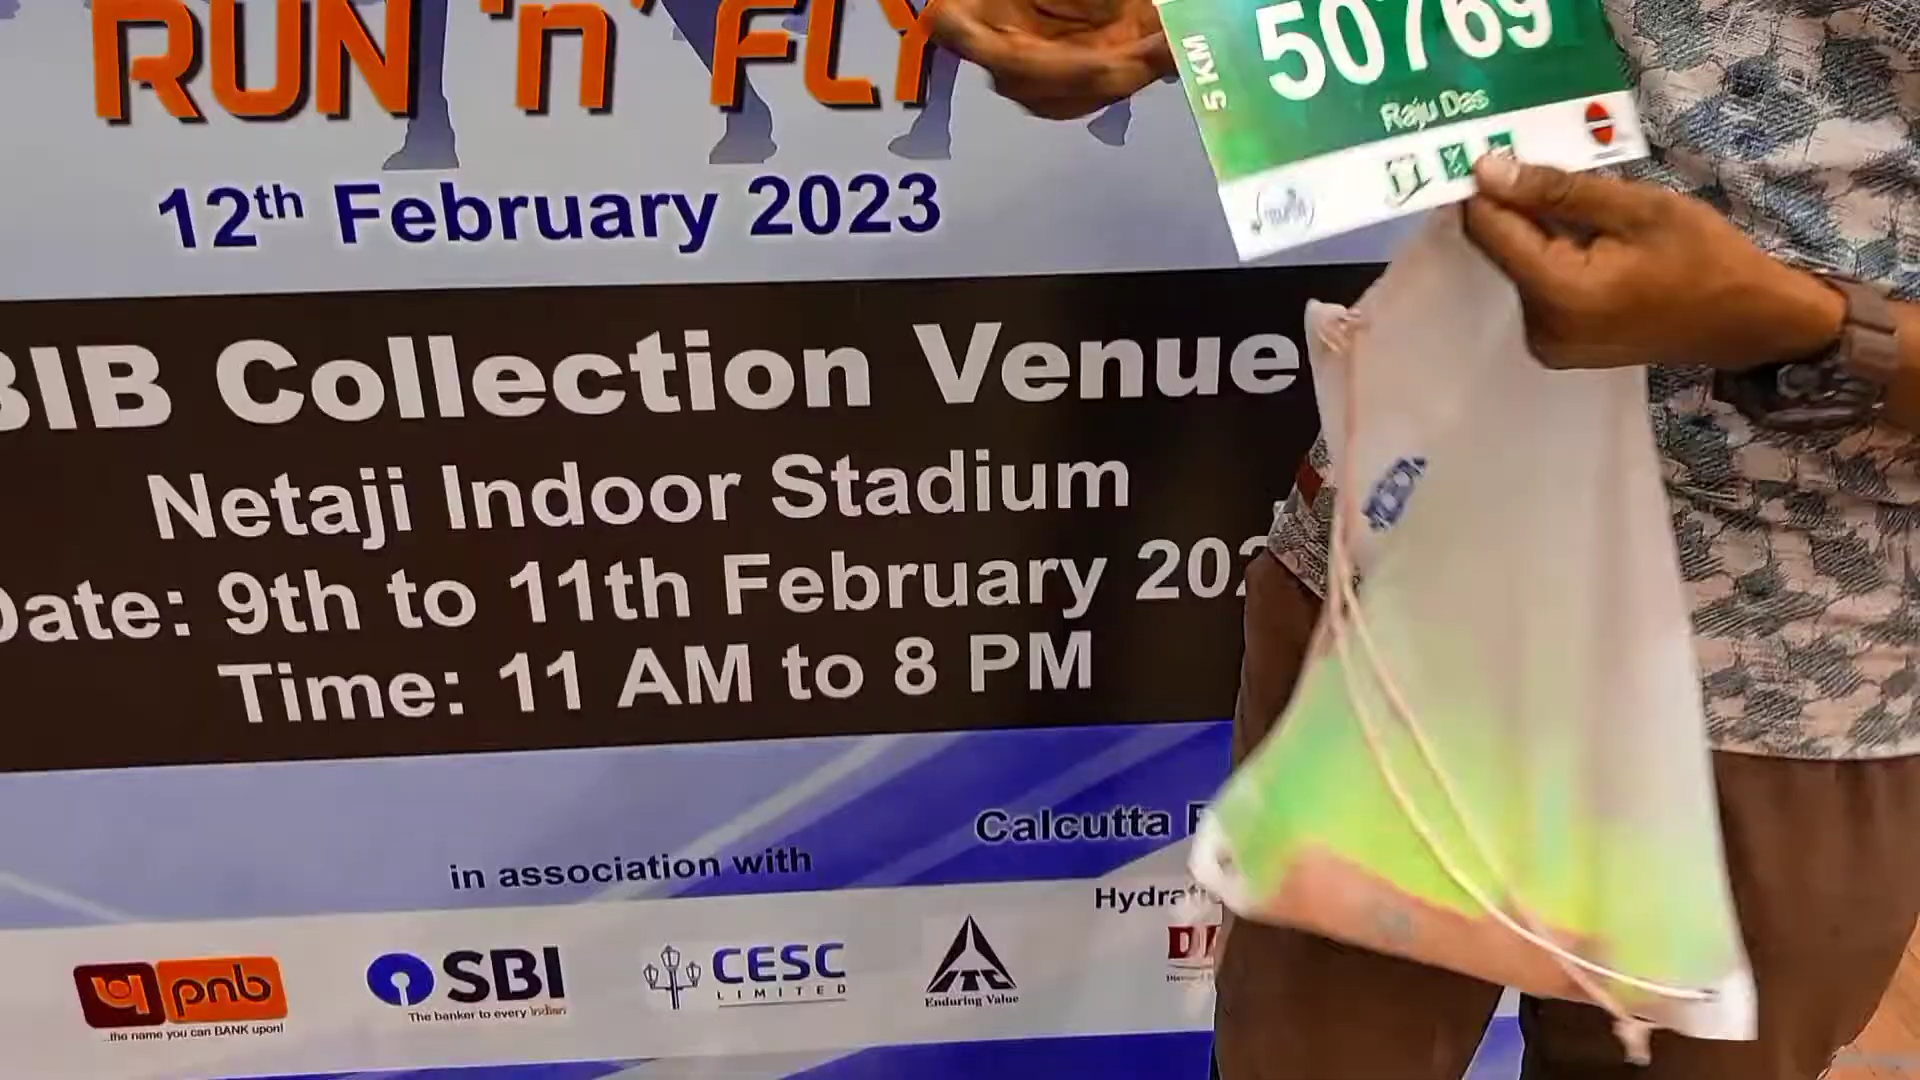 RUN 'n' FLY
12th February 2023
BIB Collection Venue
Netaji Indoor Stadium
Date: 9th to 11th February 202
Time: 11 AM to 8 PM
Calcutta
in association with
pnb
...the name you can BANK upon!
SBI
The banker to every Indian
CESC
LIMITED
ITC
Enduring Value
5 KM
50769
Raju Das